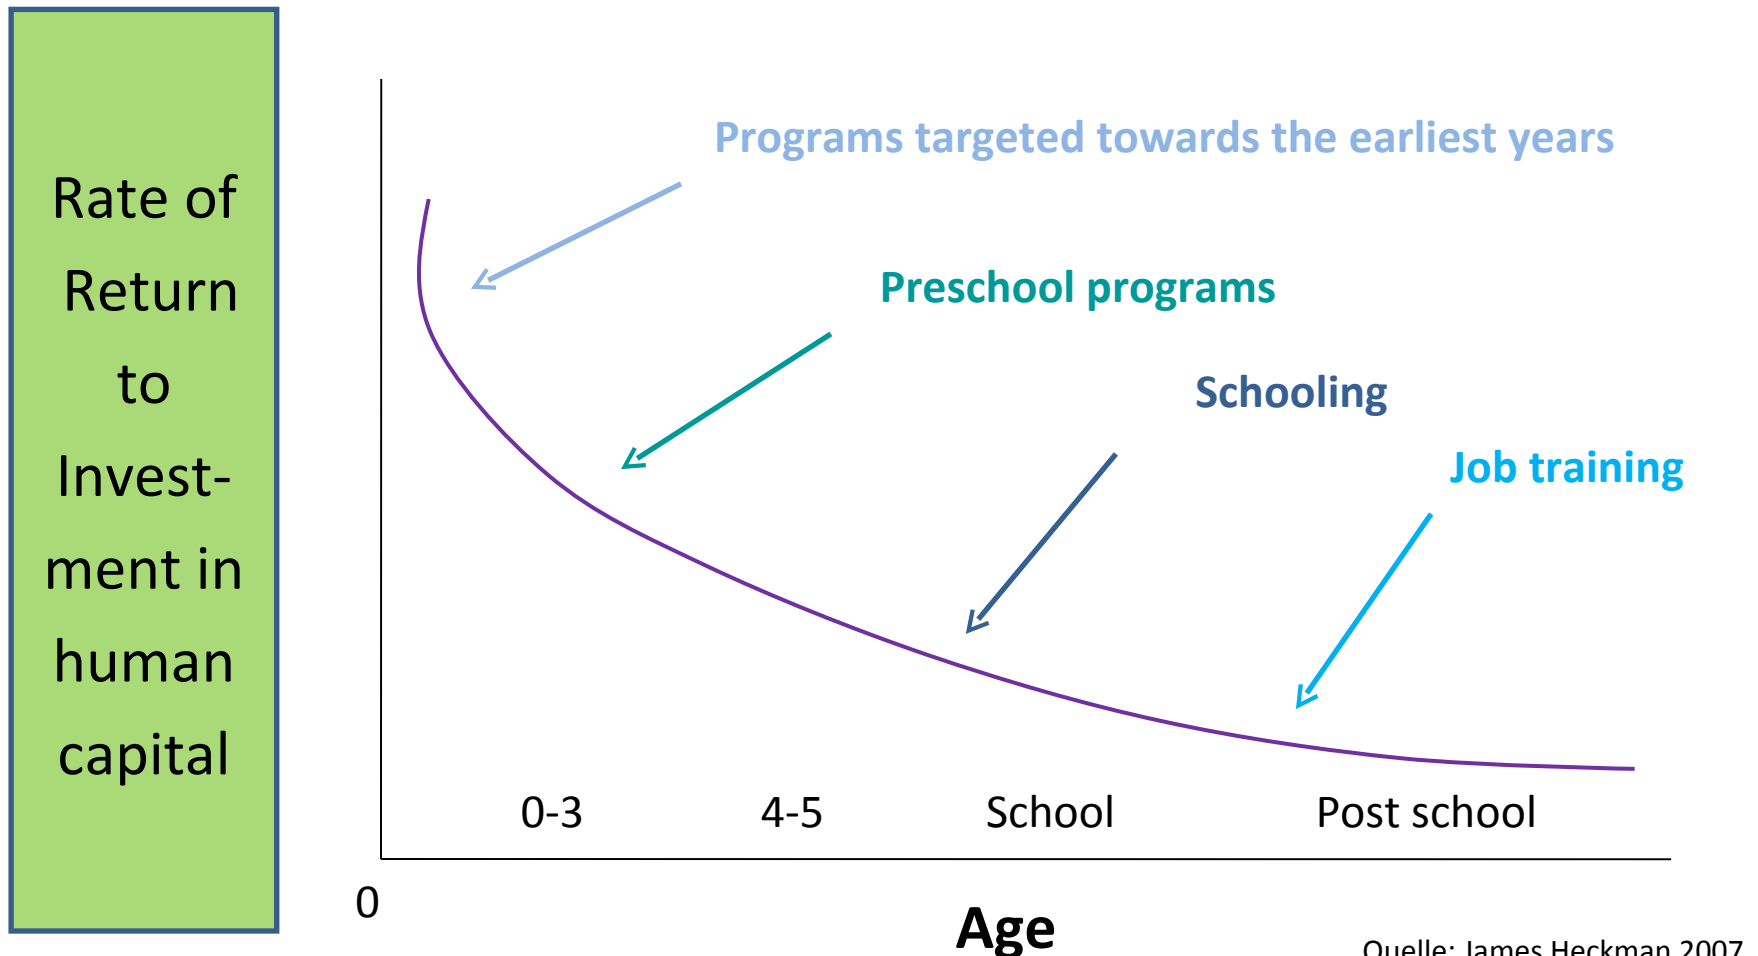 Rate of
Return
to
Invest-
ment in
human
capital
Programs targeted towards the earliest years
Preschool programs
Schooling
Job training
0-3 4-5 School Post school
0
Age
Quelle: James Heckman 2007